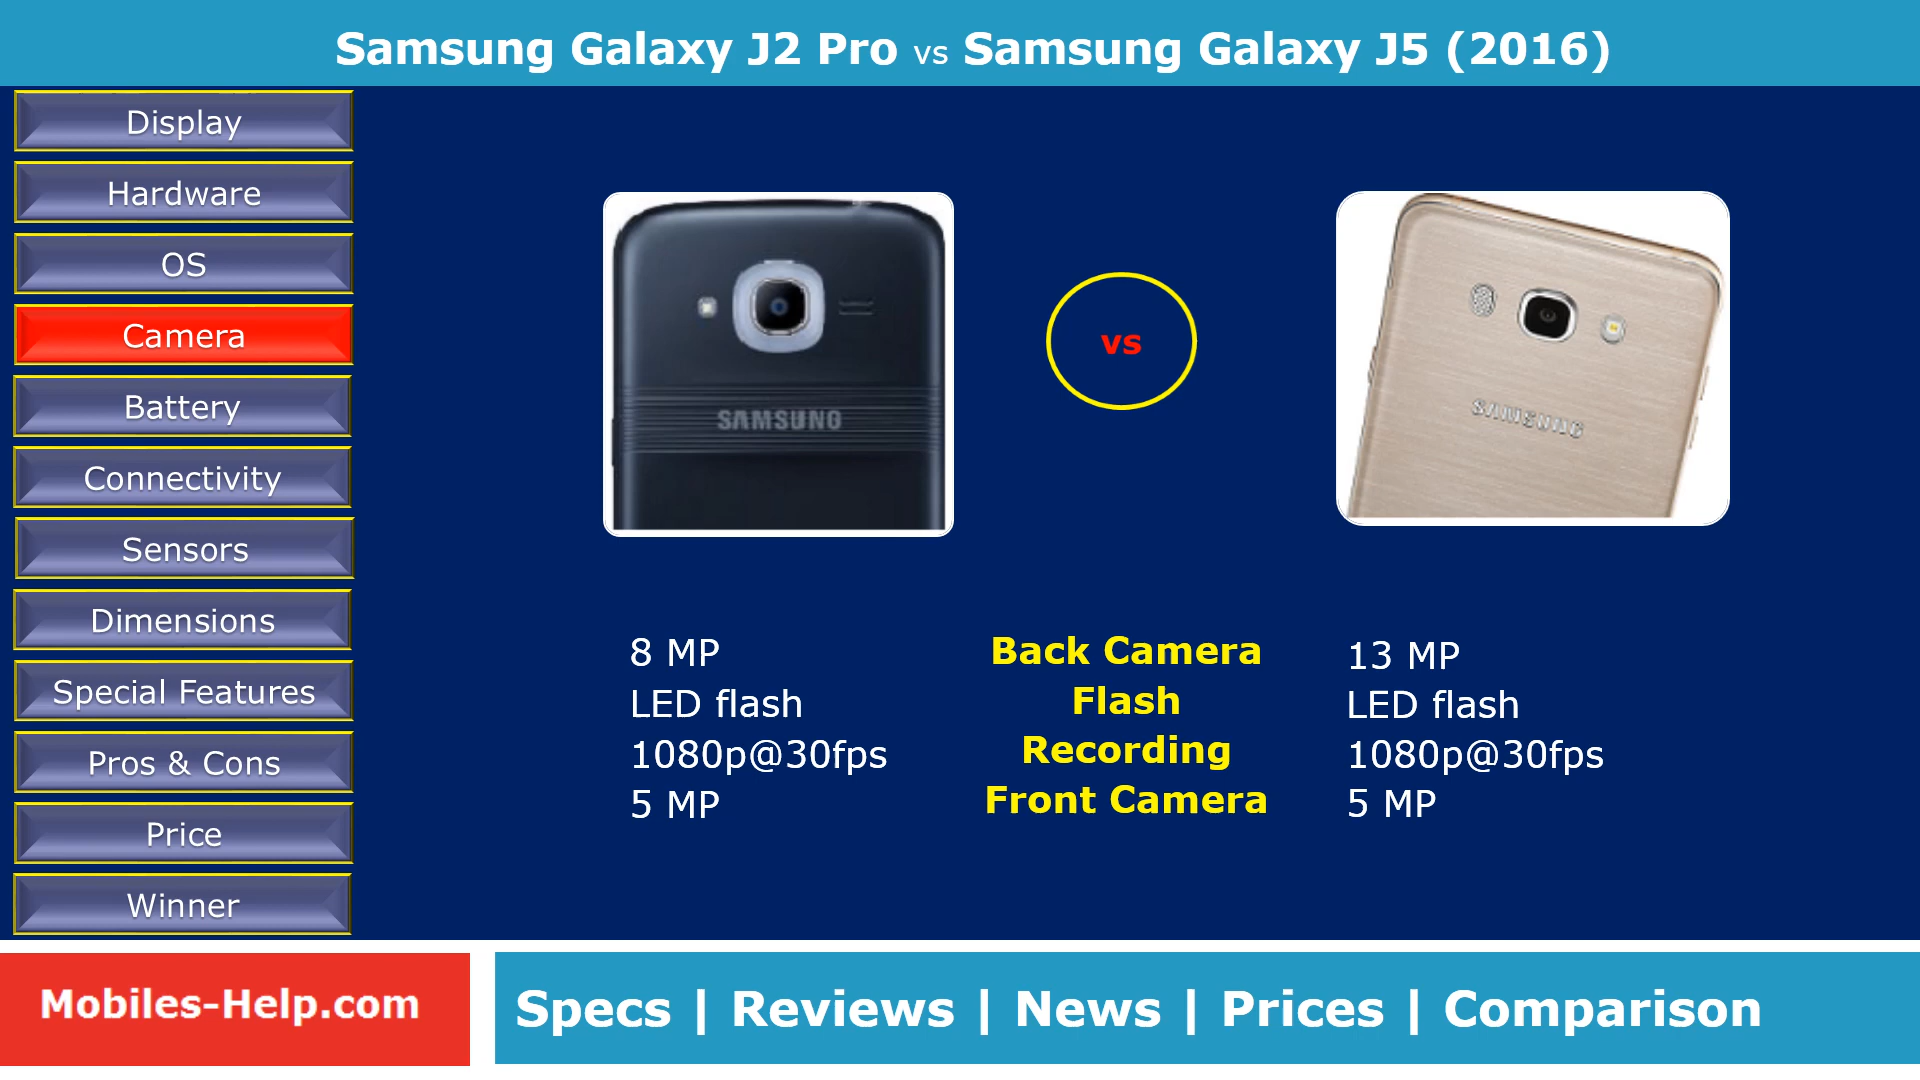 Samsung Galaxy J2 Pro vs Samsung Galaxy J5 (2016)
Display
Hardware
OS
Camera
Battery
Connectivity
Sensors
Dimensions
Special Features
Pros & Cons
Price
Winner
SAMSUNG
vs
SAMSUNG
8 MP Back Camera 13 MP
LED flash Flash LED flash
1080p@30fps Recording 1080p@30fps
5 MP Front Camera 5 MP
Mobiles-Help.com
Specs | Reviews | News | Prices | Comparison